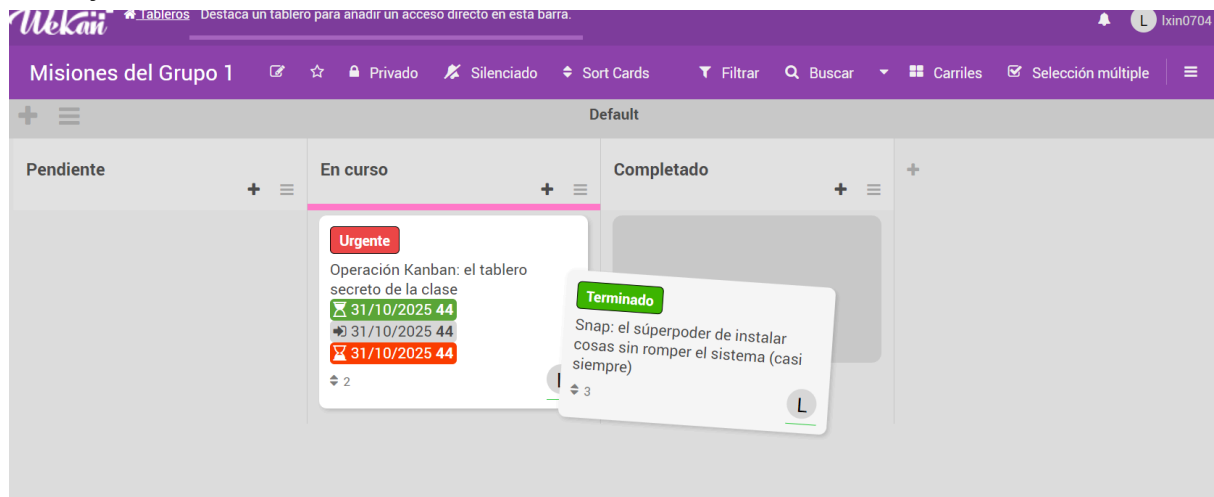 Wekan
Tableros Destaca un tablero para añadir un acceso directo en esta barra.
L lxin0704
Misiones del Grupo 1 Privado Silenciado Sort Cards Filtrar Buscar Carriles Selección múltiple
Default
Pendiente
En curso
Completado
Urgente
Operación Kanban: el tablero
secreto de la clase
31/10/2025 44
31/10/2025 44
31/10/2025 44
2
Terminado
Snap: el súperpoder de instalar
cosas sin romper el sistema (casi
siempre)
3
L